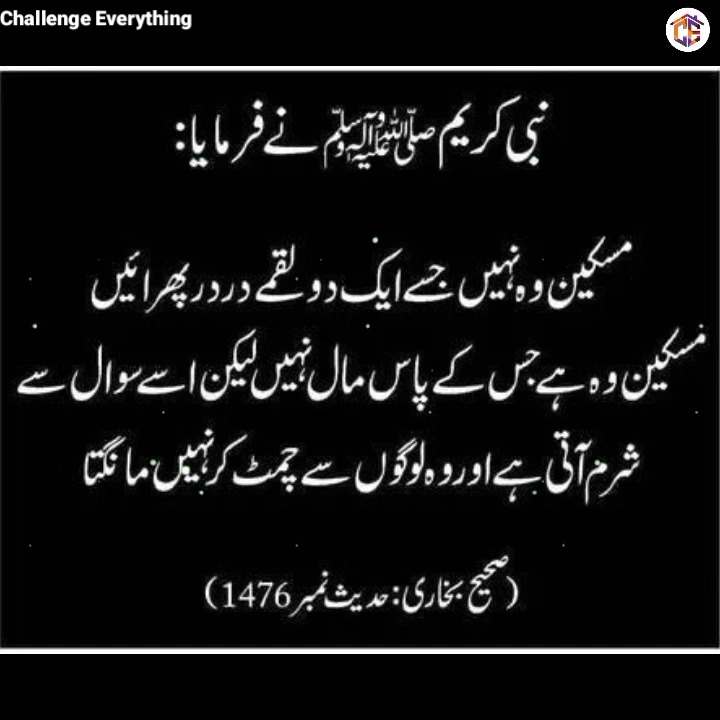 Challenge Everything
CE
نبی کریم صلی اللہ علیہ وآلہ وسلم نے فرمایا:
مسکین وہ نہیں جسے ایک دو لقمے در در پھرائیں
مسکین وہ ہے جس کے پاس مال نہیں لیکن اسے سوال سے
شرم آتی ہے اور وہ لوگوں سے چمٹ کر نہیں مانگتا
(صحیح بخاری: حدیث نمبر 1476)